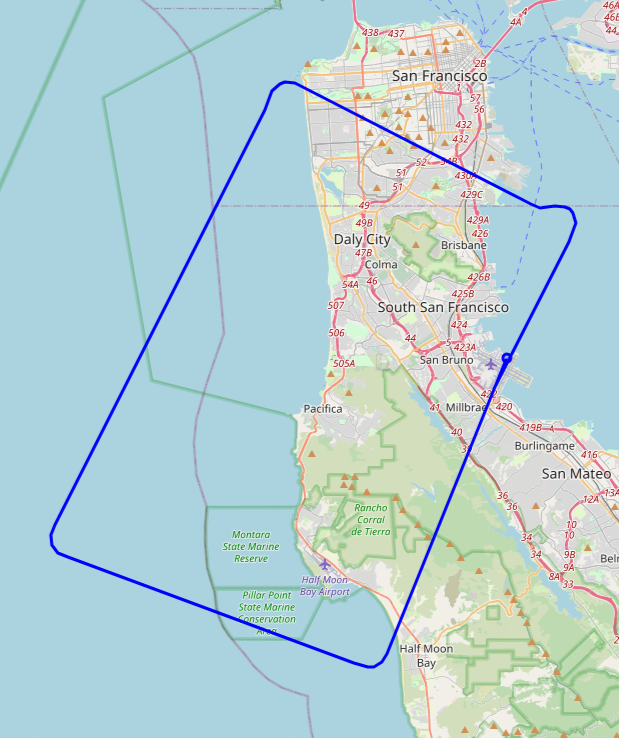 46A
46B
44
4A
438
437
2B
San Francisco
1
57
56
432
432
52
54B
51
430A
51
429C
49
429A
49B
426
Daly City
Brisbane
47B
Colma
426B
54A
46
425B
507
South San Francisco
424
506
44
5
423A
505A
San Bruno
422
Pacifica
41
Millbrae
420
40
419B
4
Burlingame
416
3
San Mateo
36
13A
12A
Rancho
Corral
de Tierra
36
10
10
Montara
State Marine
Reserve
34
9B
34
9A
Beln
8A
33
Half Moon
Bay Airport
Pillar Point
State Marine
Conservation
Area
2
Half Moon
Bay